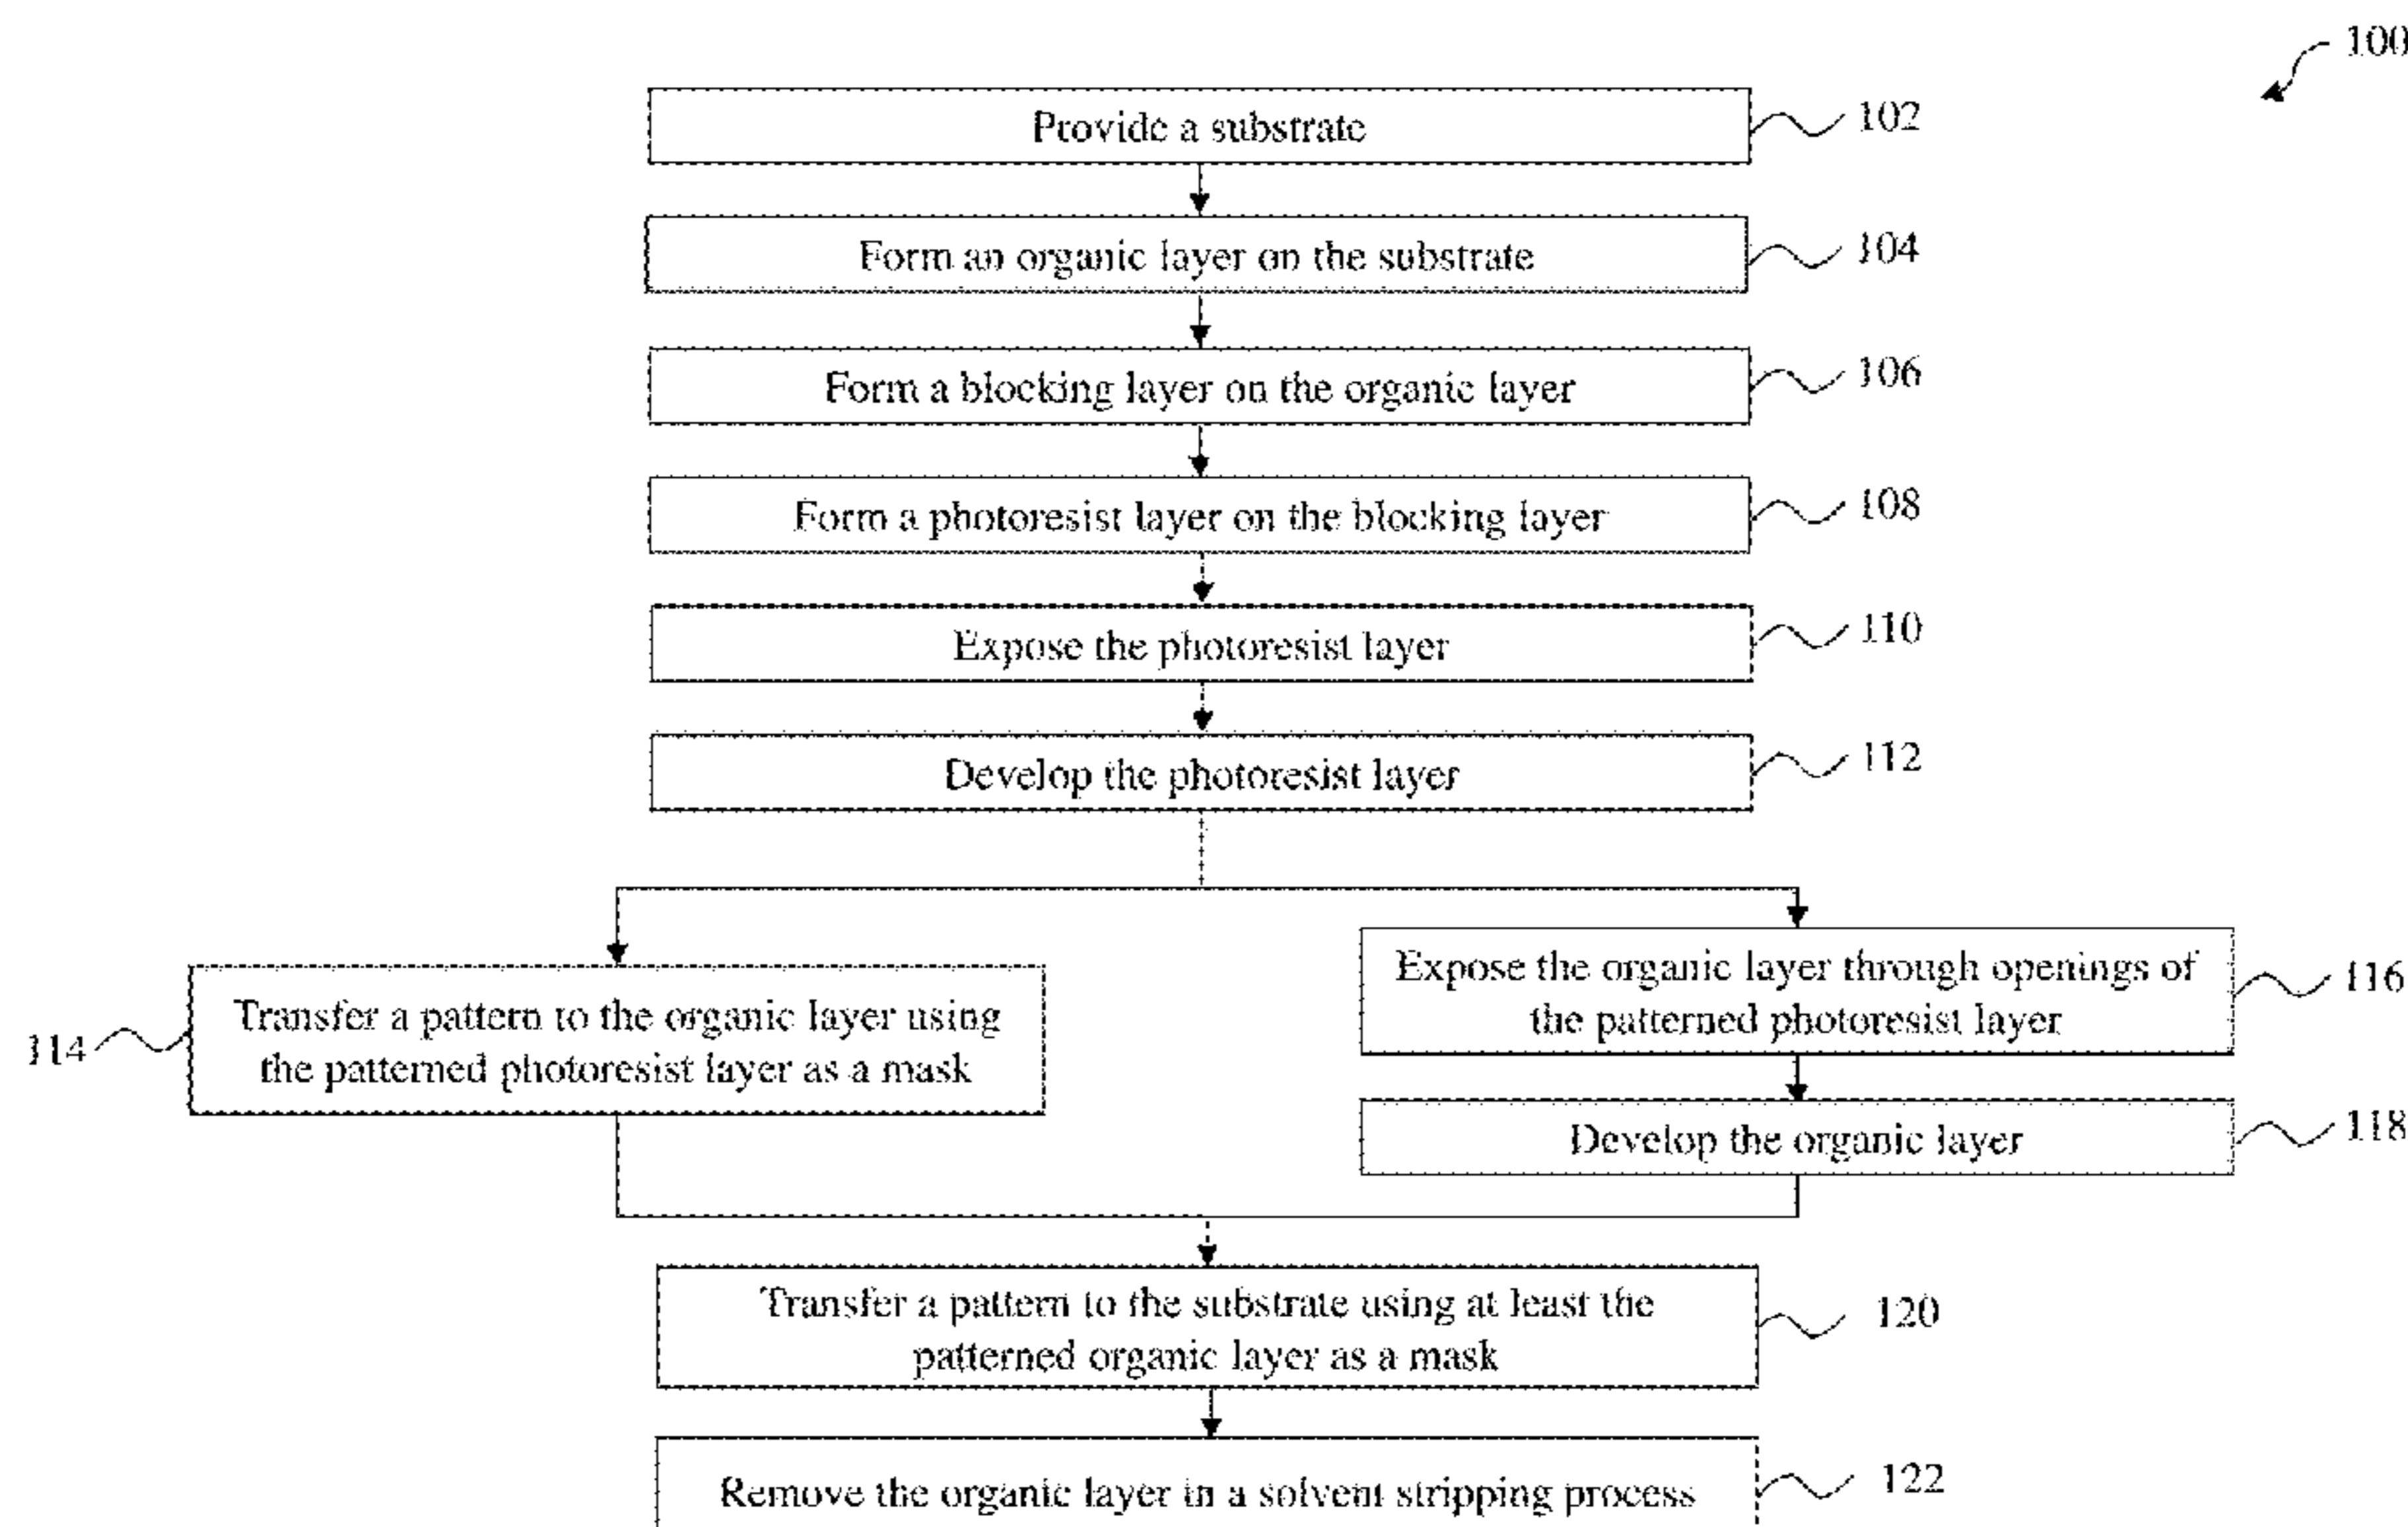 100
Provide a substrate 102
Form an organic layer on the substrate 104
Form a blocking layer on the organic layer 106
Form a photoresist layer on the blocking layer 108
Expose the photoresist layer 110
Develop the photoresist layer 112
114
Transfer a pattern to the organic layer using
the patterned photoresist layer as a mask
Expose the organic layer through openings of
the patterned photoresist layer
116
Develop the organic layer 118
Transfer a pattern to the substrate using at least the
patterned organic layer as a mask
120
Remove the organic layer in a solvent stripping process 122